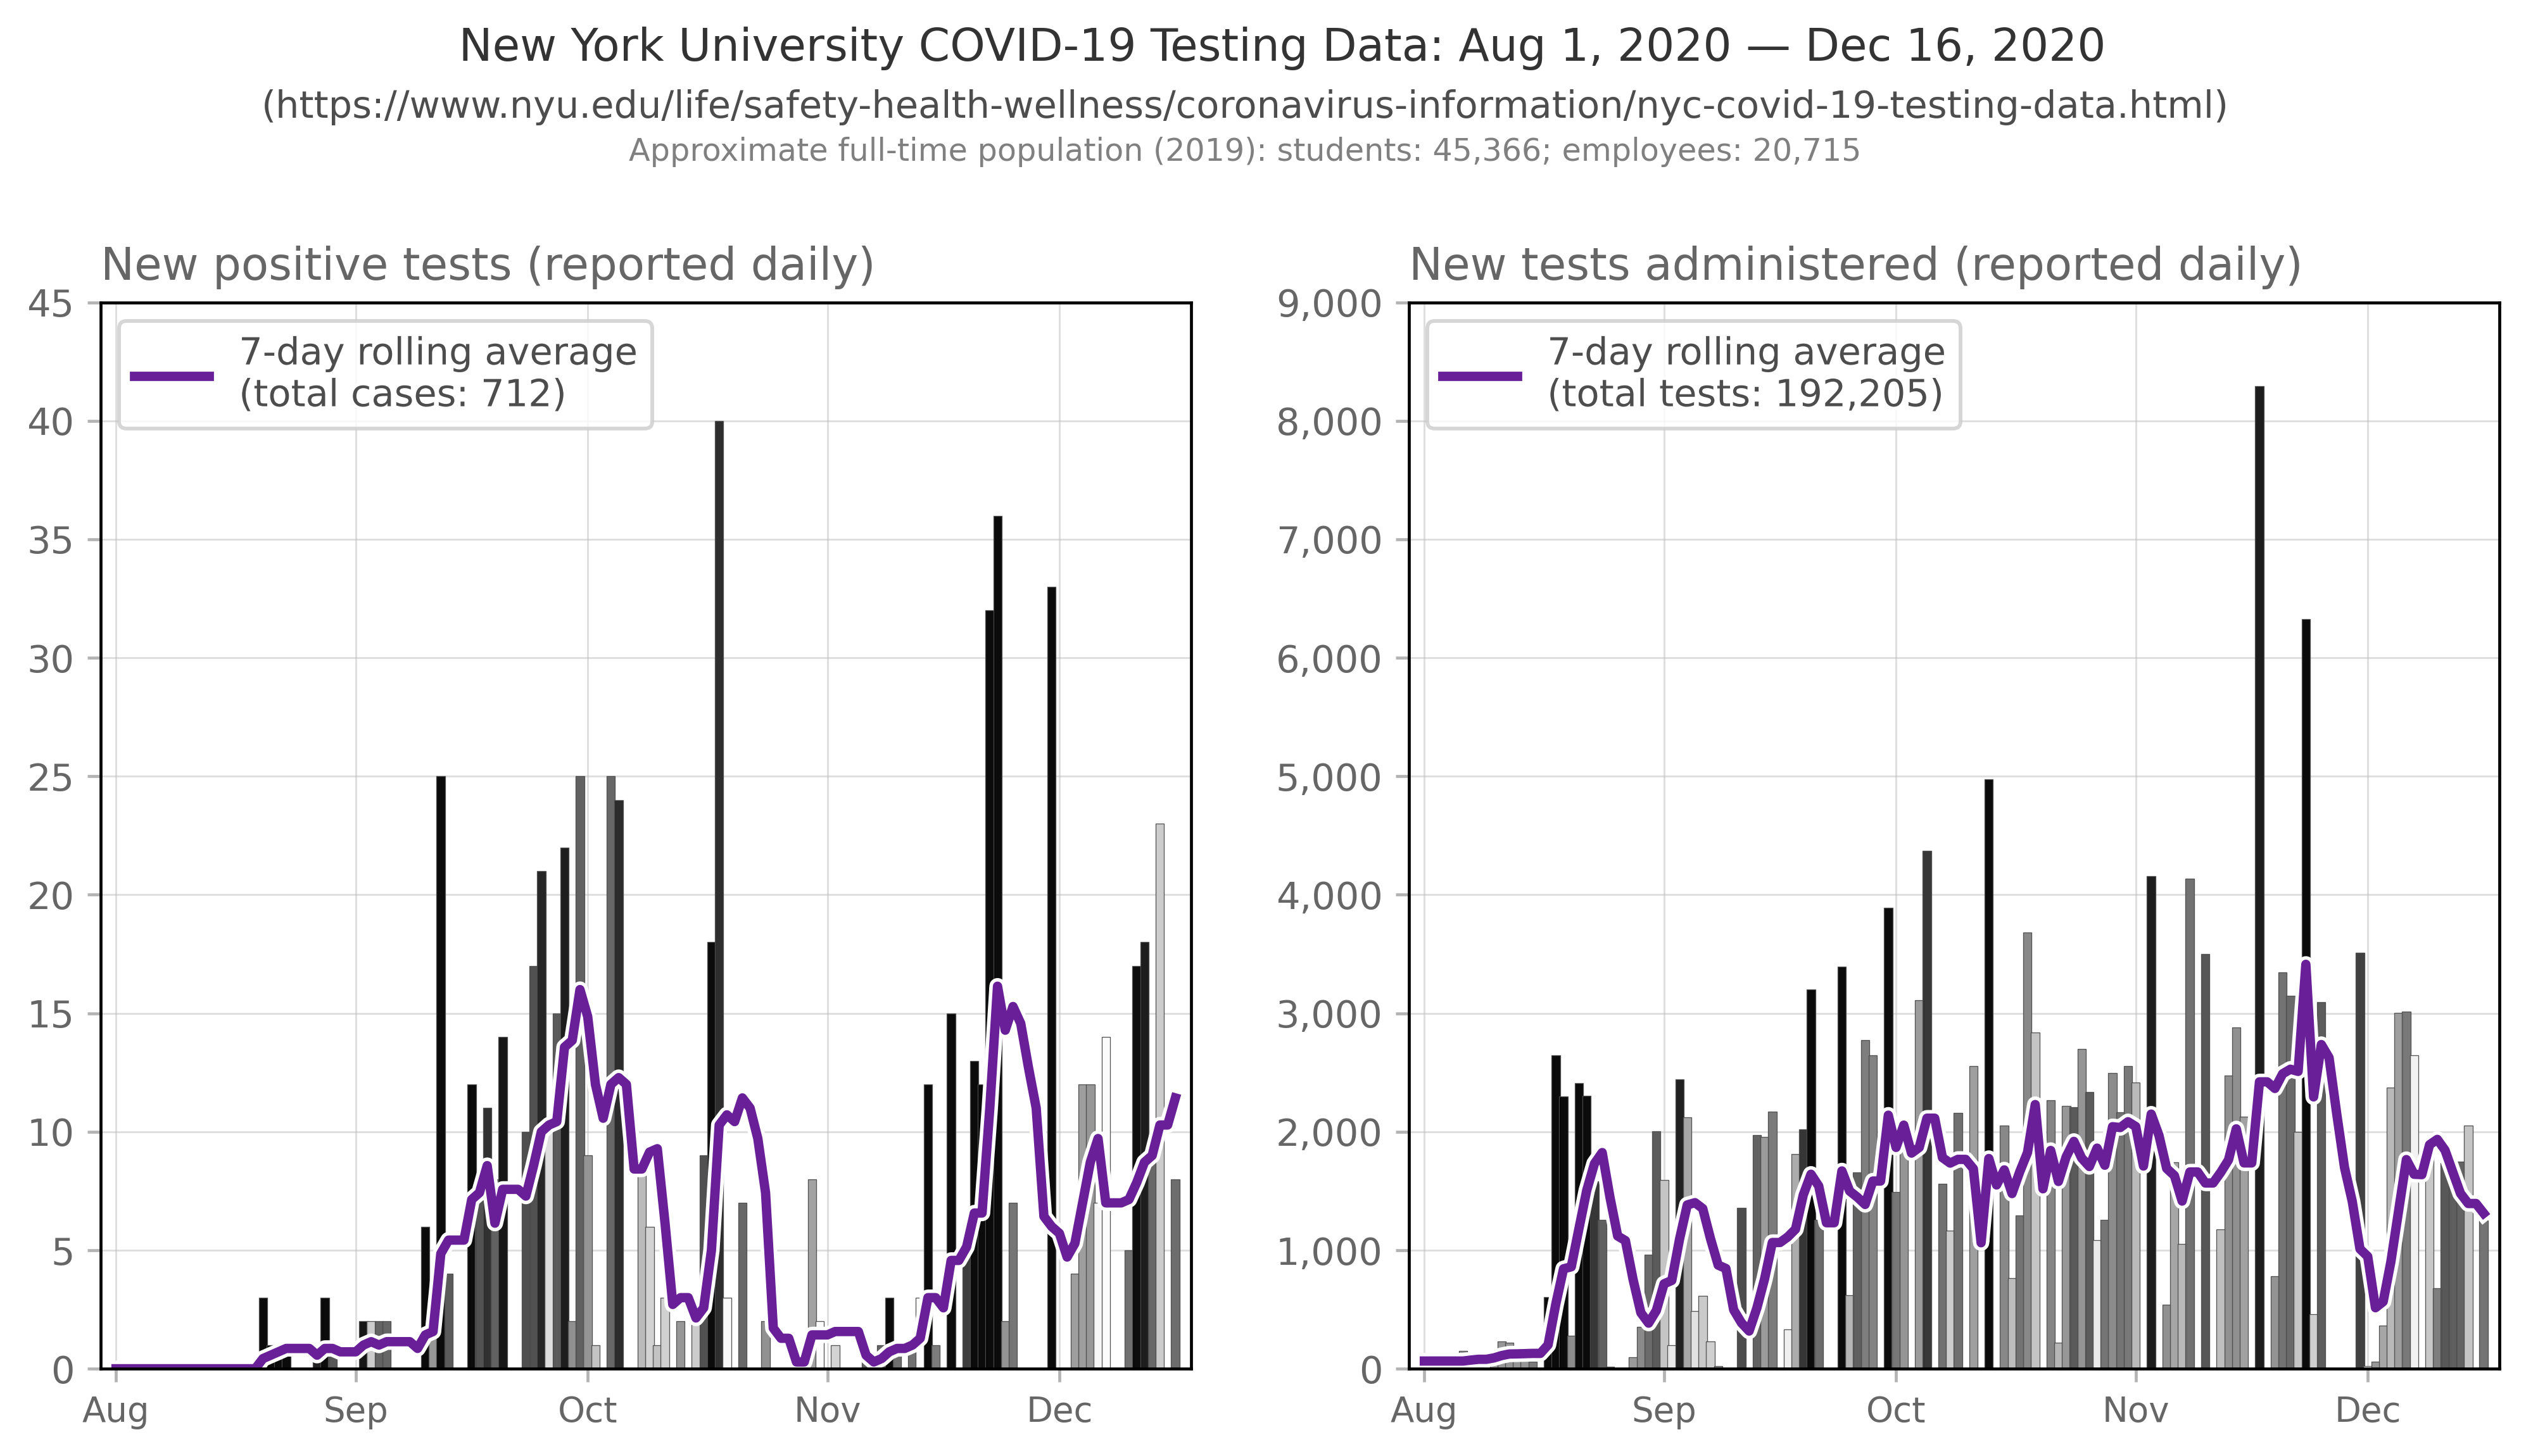 New York University COVID-19 Testing Data: Aug 1, 2020 — Dec 16, 2020
(https://www.nyu.edu/life/safety-health-wellness/coronavirus-information/nyc-covid-19-testing-data.html)
Approximate full-time population (2019): students: 45,366; employees: 20,715
New positive tests (reported daily)
45
40
35
30
25
20
15
10
5
0
7-day rolling average
(total cases: 712)
Aug Sep Oct Nov Dec
New tests administered (reported daily)
9,000
8,000
7,000
6,000
5,000
4,000
3,000
2,000
1,000
0
7-day rolling average
(total tests: 192,205)
Aug Sep Oct Nov Dec